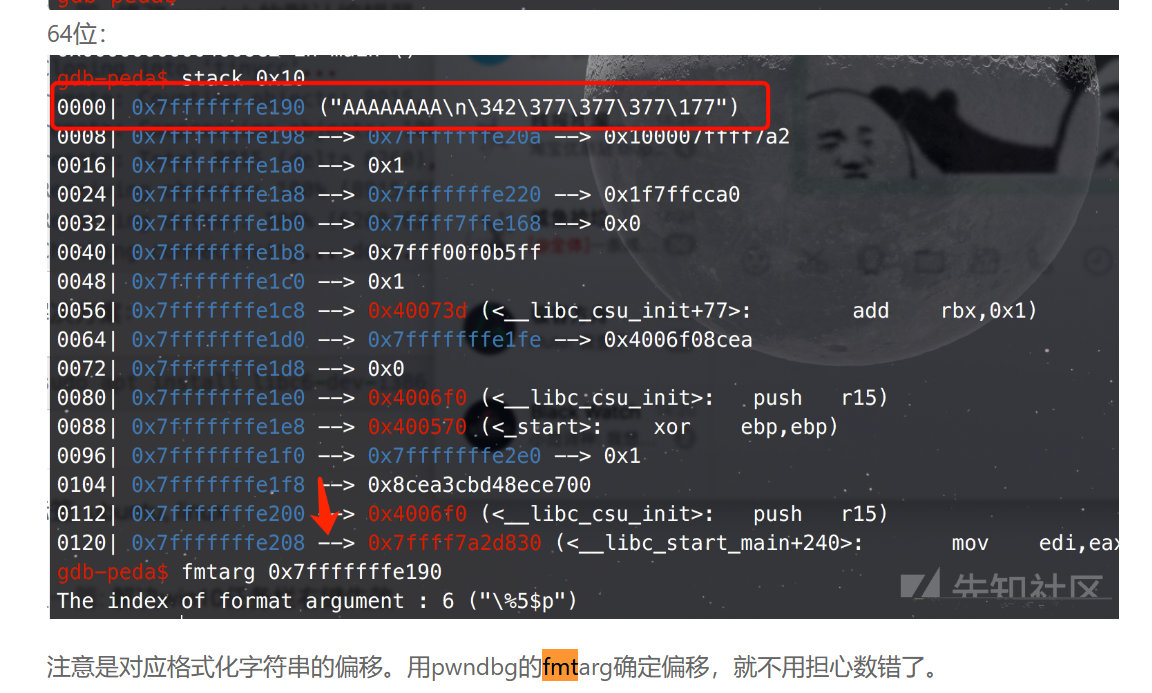 64位：
gdb-peda$ stack 0x10
0000| 0x7fffffffe190 ("AAAAAAAA\n\342\377\377\377\177")
0008| 0x7fffffffe198 --> 0x7fffffffe20a --> 0x100007ffff7a2
0016| 0x7fffffffe1a0 --> 0x1
0024| 0x7fffffffe1a8 --> 0x7fffffffe220 --> 0x1f7ffcca0
0032| 0x7fffffffe1b0 --> 0x7ffff7ffe168 --> 0x0
0040| 0x7fffffffe1b8 --> 0x7fff00f0b5ff
0048| 0x7fffffffe1c0 --> 0x1
0056| 0x7fffffffe1c8 --> 0x40073d (<__libc_csu_init+77>: add rbx,0x1)
0064| 0x7fffffffe1d0 --> 0x7fffffffe1fe --> 0x4006f08cea
0072| 0x7fffffffe1d8 --> 0x0
0080| 0x7fffffffe1e0 --> 0x4006f0 (<__libc_csu_init>: push r15)
0088| 0x7fffffffe1e8 --> 0x400570 (<_start>: xor ebp,ebp)
0096| 0x7fffffffe1f0 --> 0x7fffffffe2e0 --> 0x1
0104| 0x7fffffffe1f8 --> 0x8cea3cbd48ece700
0112| 0x7fffffffe200 --> 0x4006f0 (<__libc_csu_init>: push r15)
0120| 0x7fffffffe208 --> 0x7ffff7a2d830 (<__libc_start_main+240>: mov edi,eax
gdb-peda$ fmtarg 0x7fffffffe190
The index of format argument : 6 ("\%5$p")
先知社区
注意是对应格式化字符串的偏移。用pwndbg的fmtarg确定偏移，就不用担心数错了。